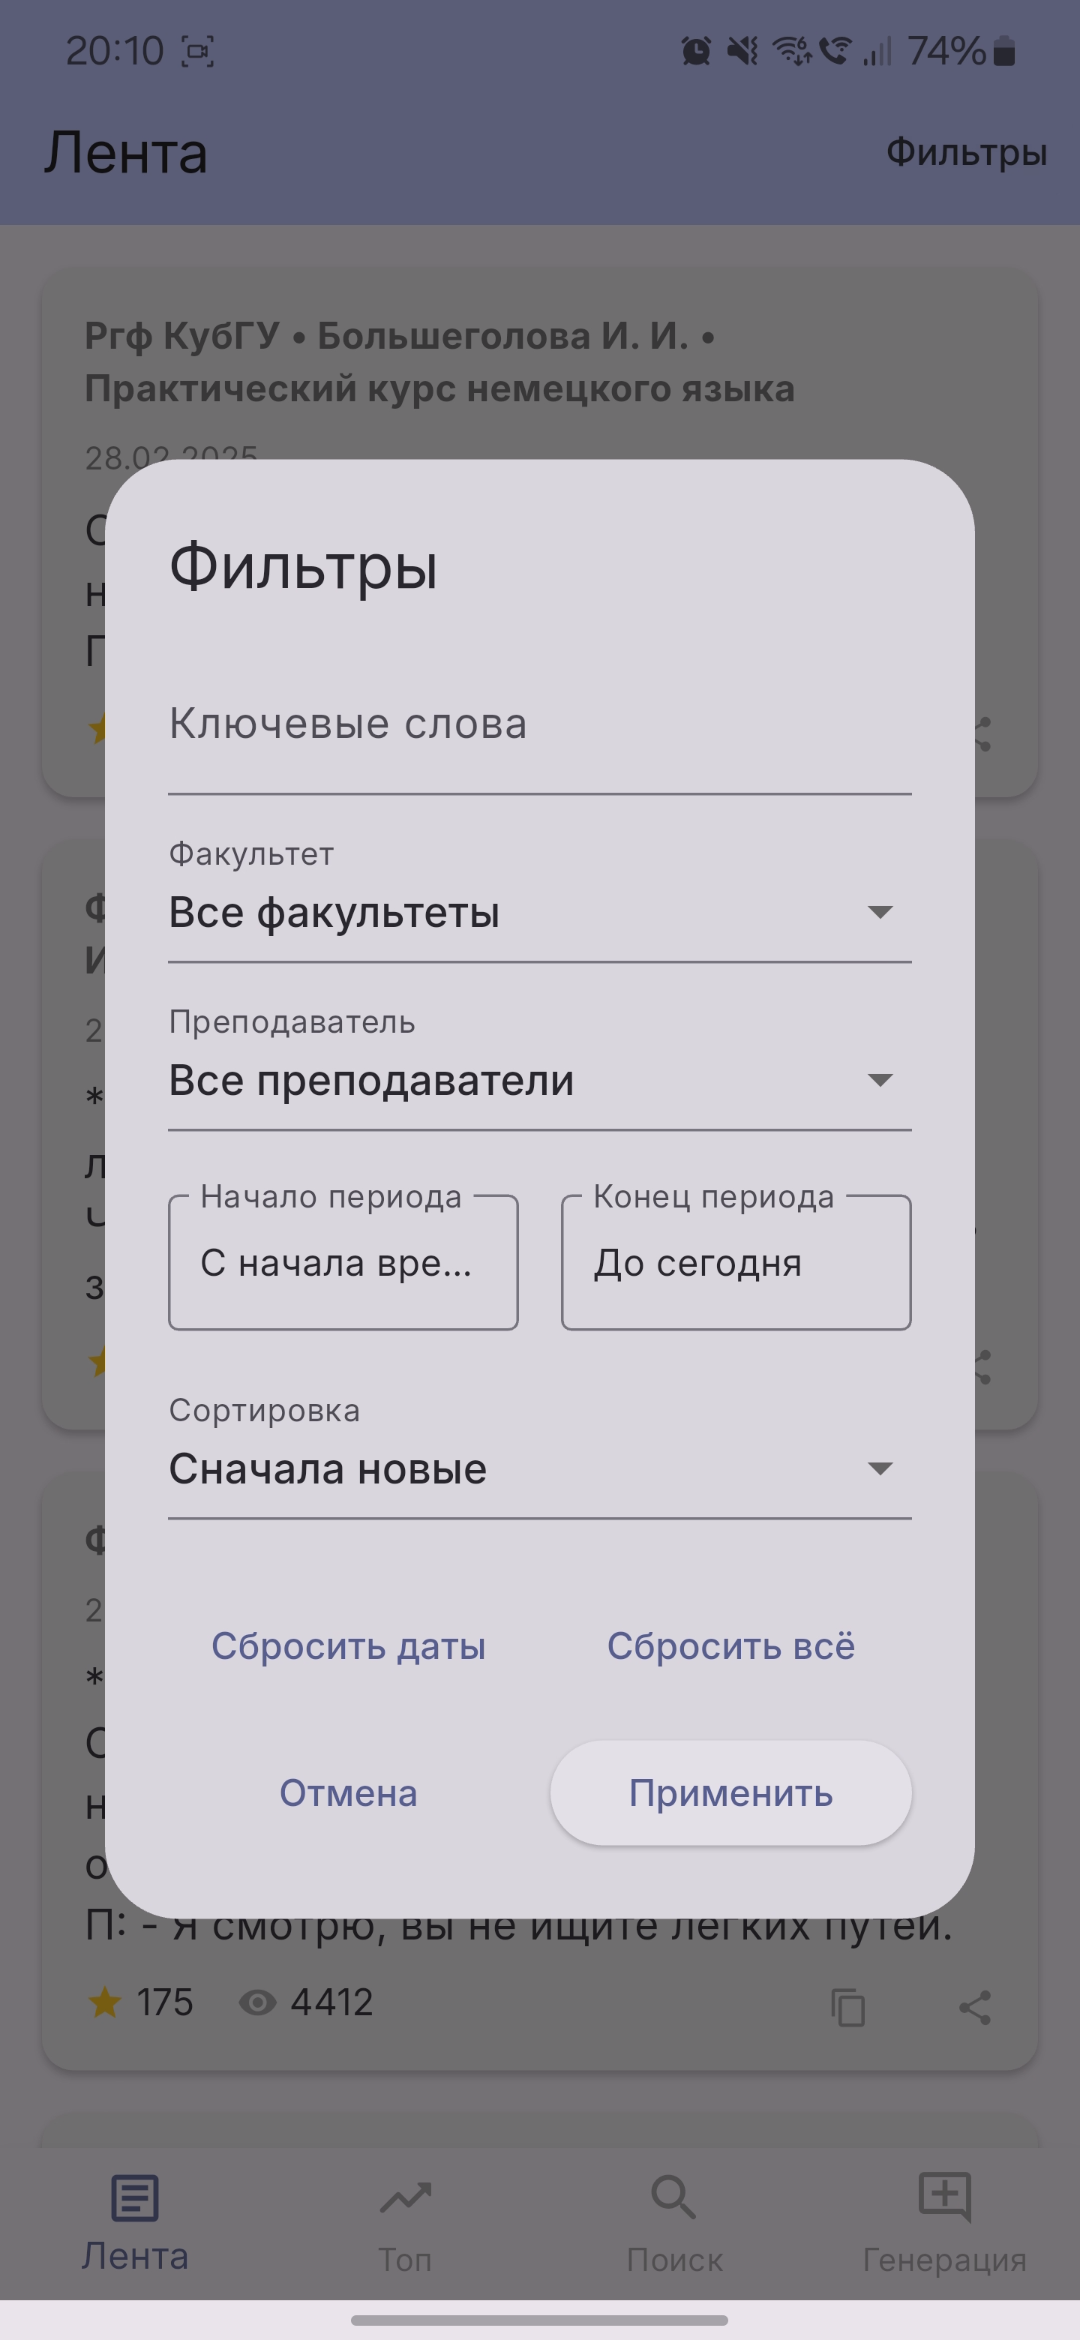 20:10
74%
Лента
Фильтры
Ргф КубГУ • Большеголова И. И. •
Практический курс немецкого языка
28.02.2025
Фильтры
Ключевые слова
Факультет
Все факультеты
Преподаватель
Все преподаватели
Начало периода
Конец периода
С начала вре...
До сегодня
Сортировка
Сначала новые
Сбросить даты
Сбросить всё
Отмена
Применить
П: - Я смотрю, вы не ищите легких путей.
175
4412
Лента
Топ
Поиск
Генерация